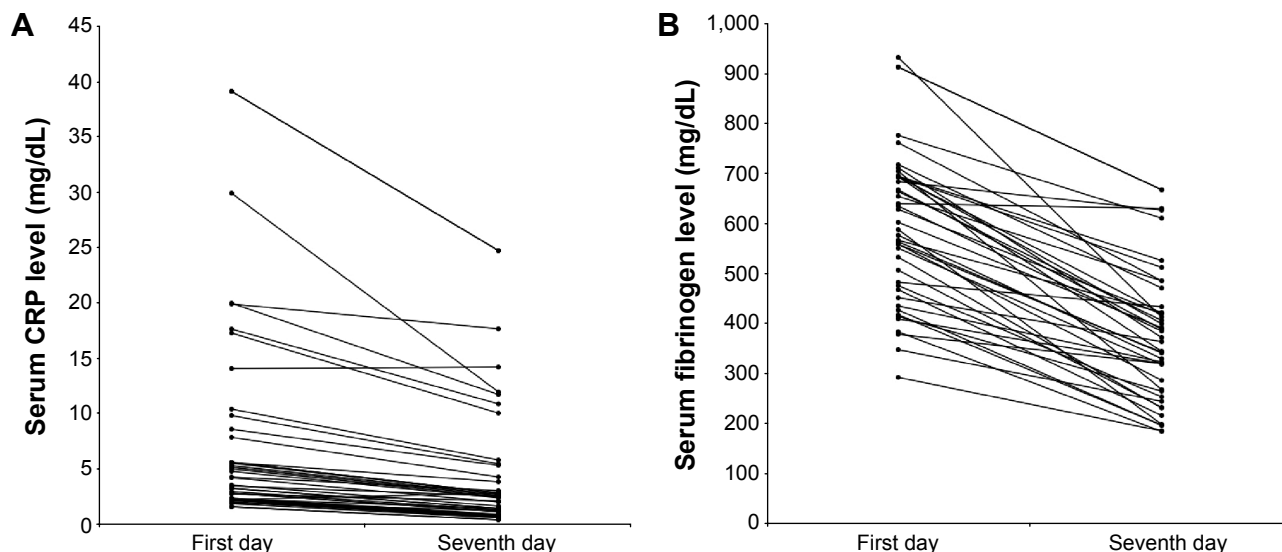 A
Serum CRP level (mg/dL)
45
40
35
30
25
20
15
10
5
0
First day
Seventh day
B
Serum fibrinogen level (mg/dL)
1,000
900
800
700
600
500
400
300
200
100
0
First day
Seventh day